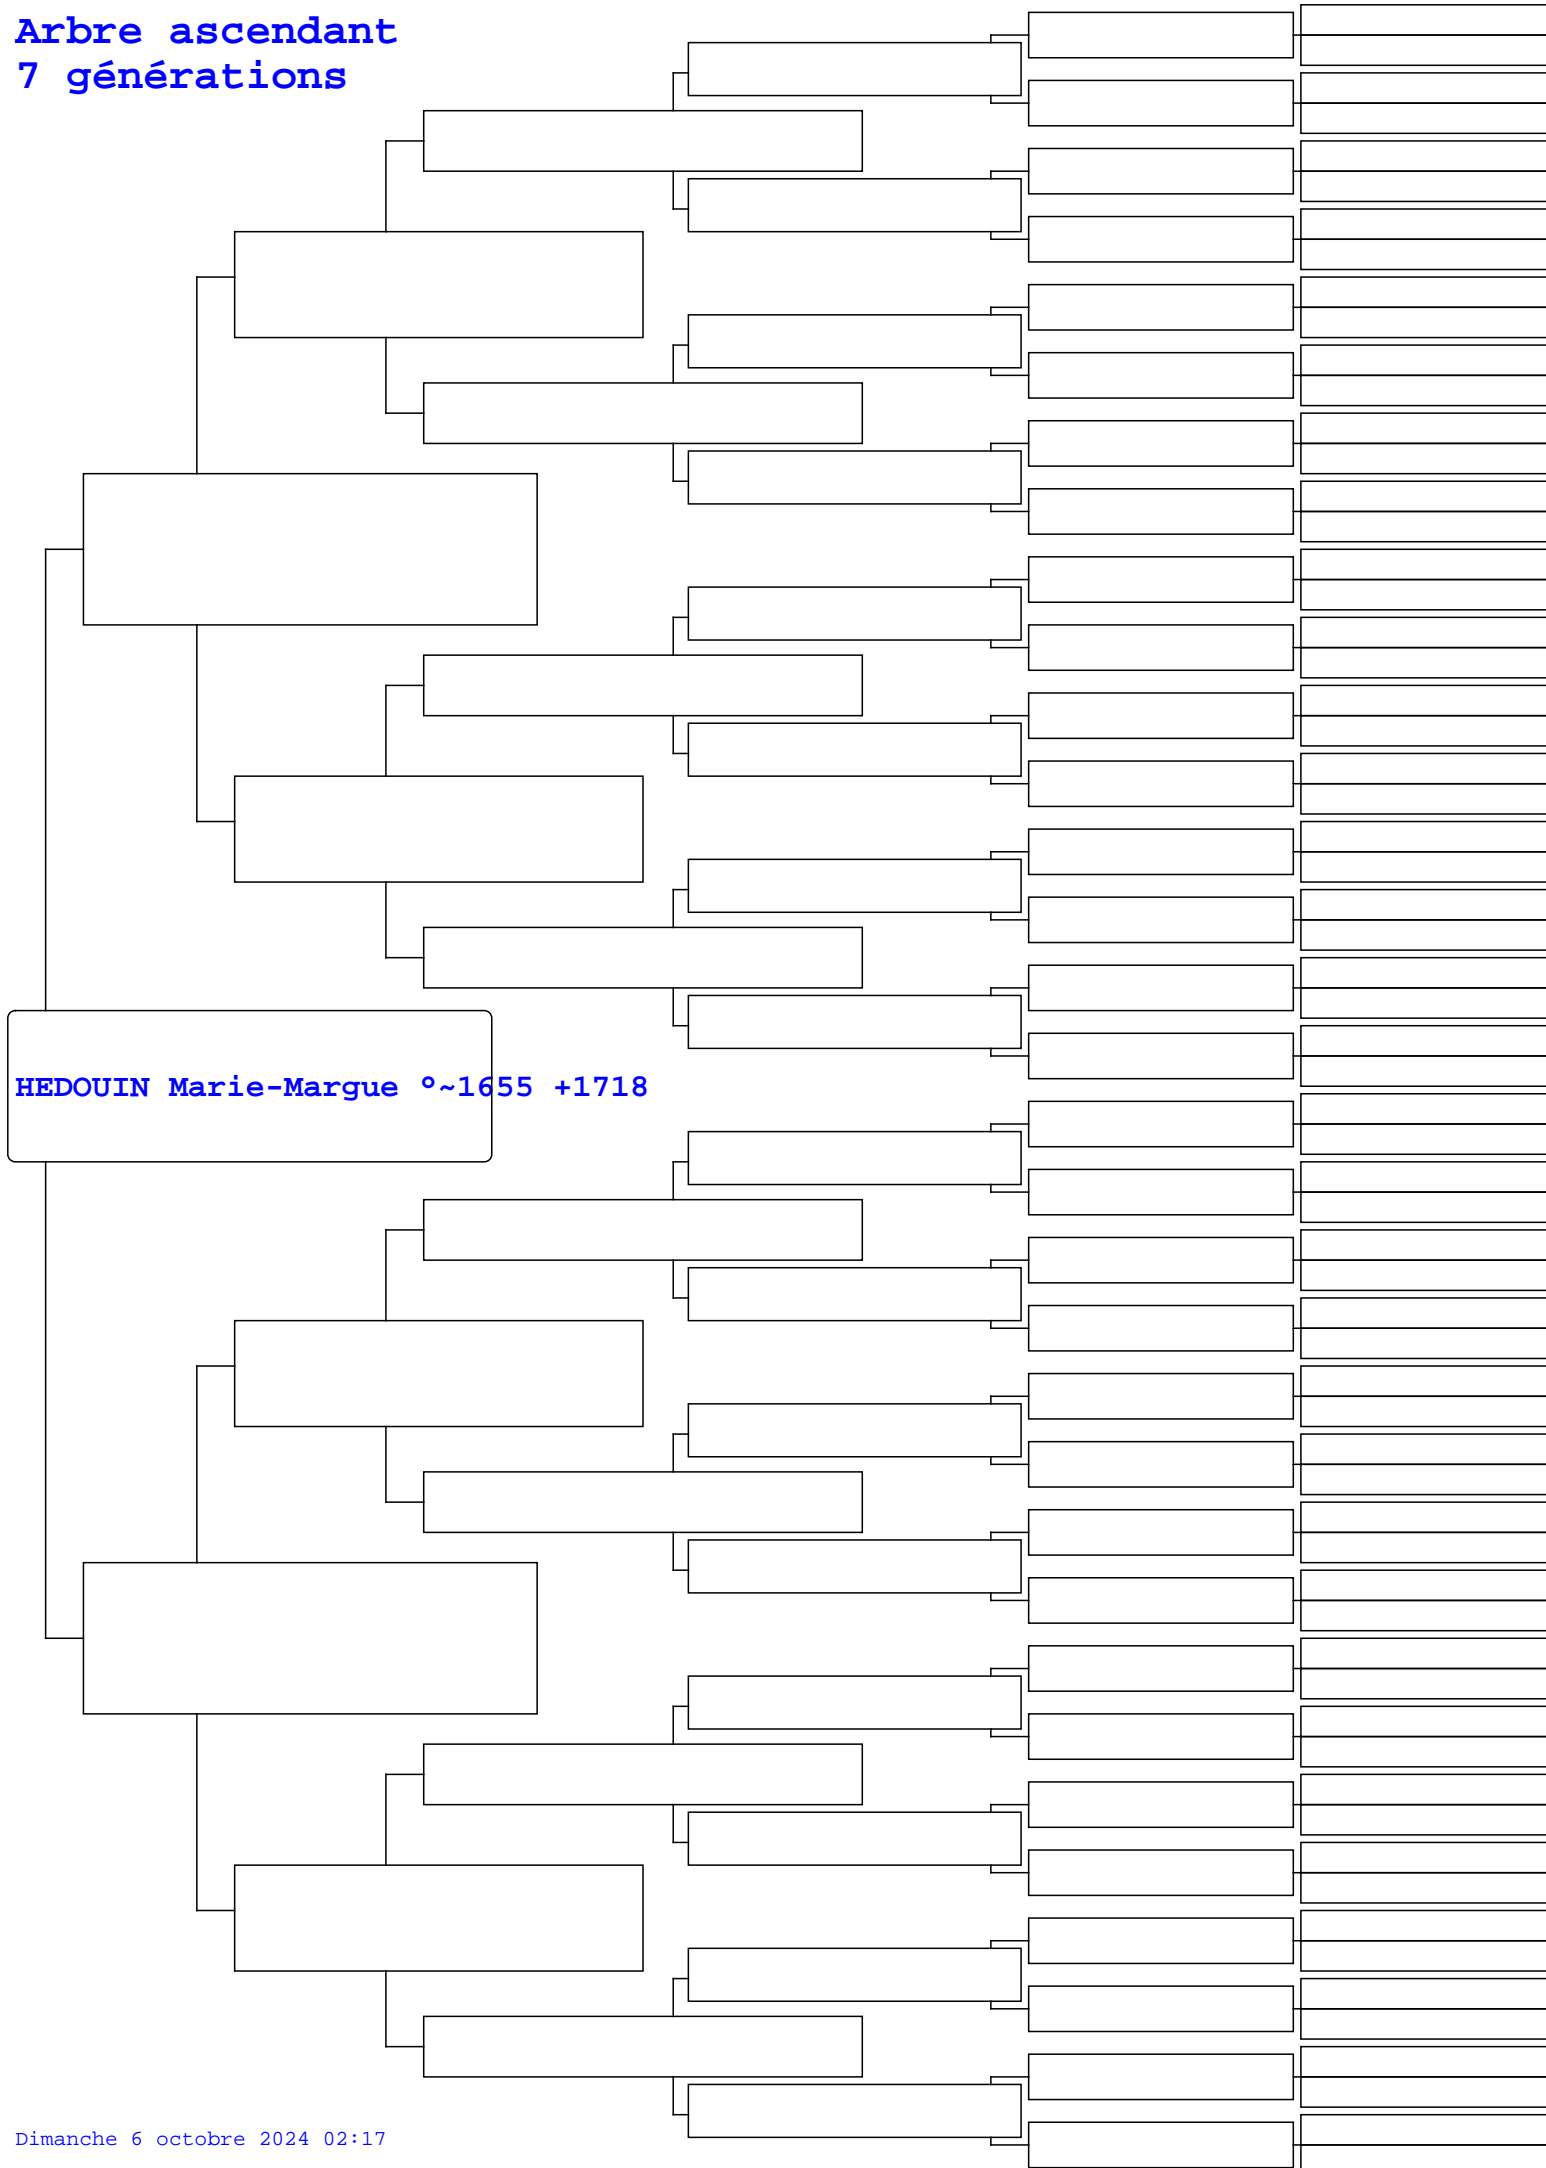 Arbre ascendant
7 générations
HEDOUIN Marie-Margue °~1655 +1718
Dimanche 6 octobre 2024 02:17